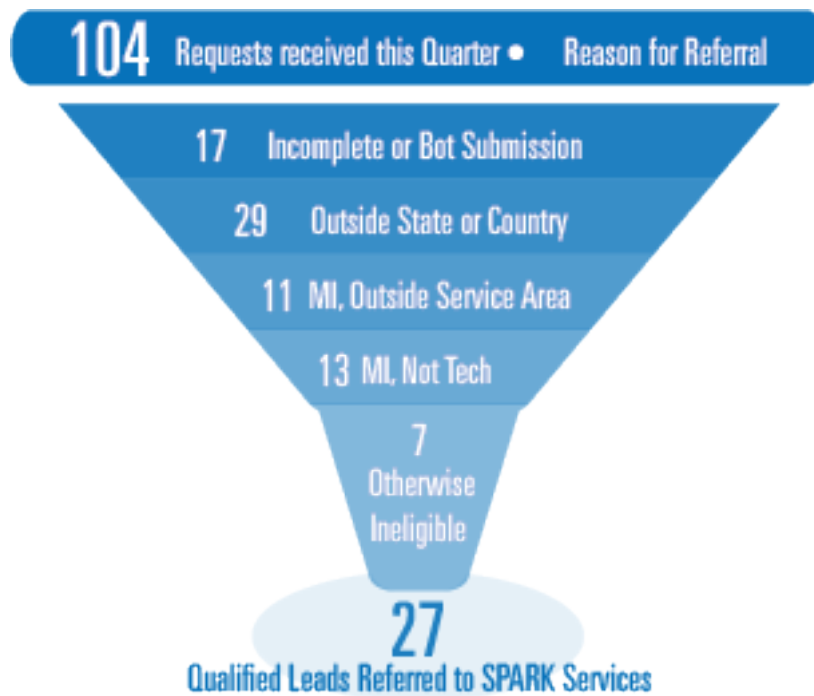 104 Requests received this Quarter • Reason for Referral
17 Incomplete or Bot Submission
29 Outside State or Country
11 MI, Outside Service Area
13 MI, Not Tech
7
Otherwise
Ineligible
27
Qualified Leads Referred to SPARK Services